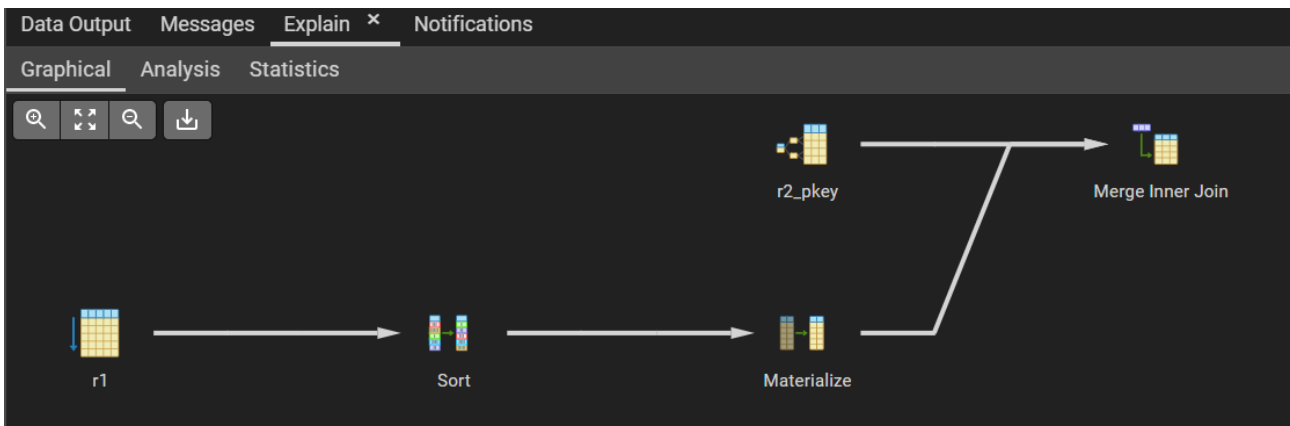 Data Output Messages Explain × Notifications
Graphical Analysis Statistics
r2_pkey Merge Inner Join
r1 Sort Materialize